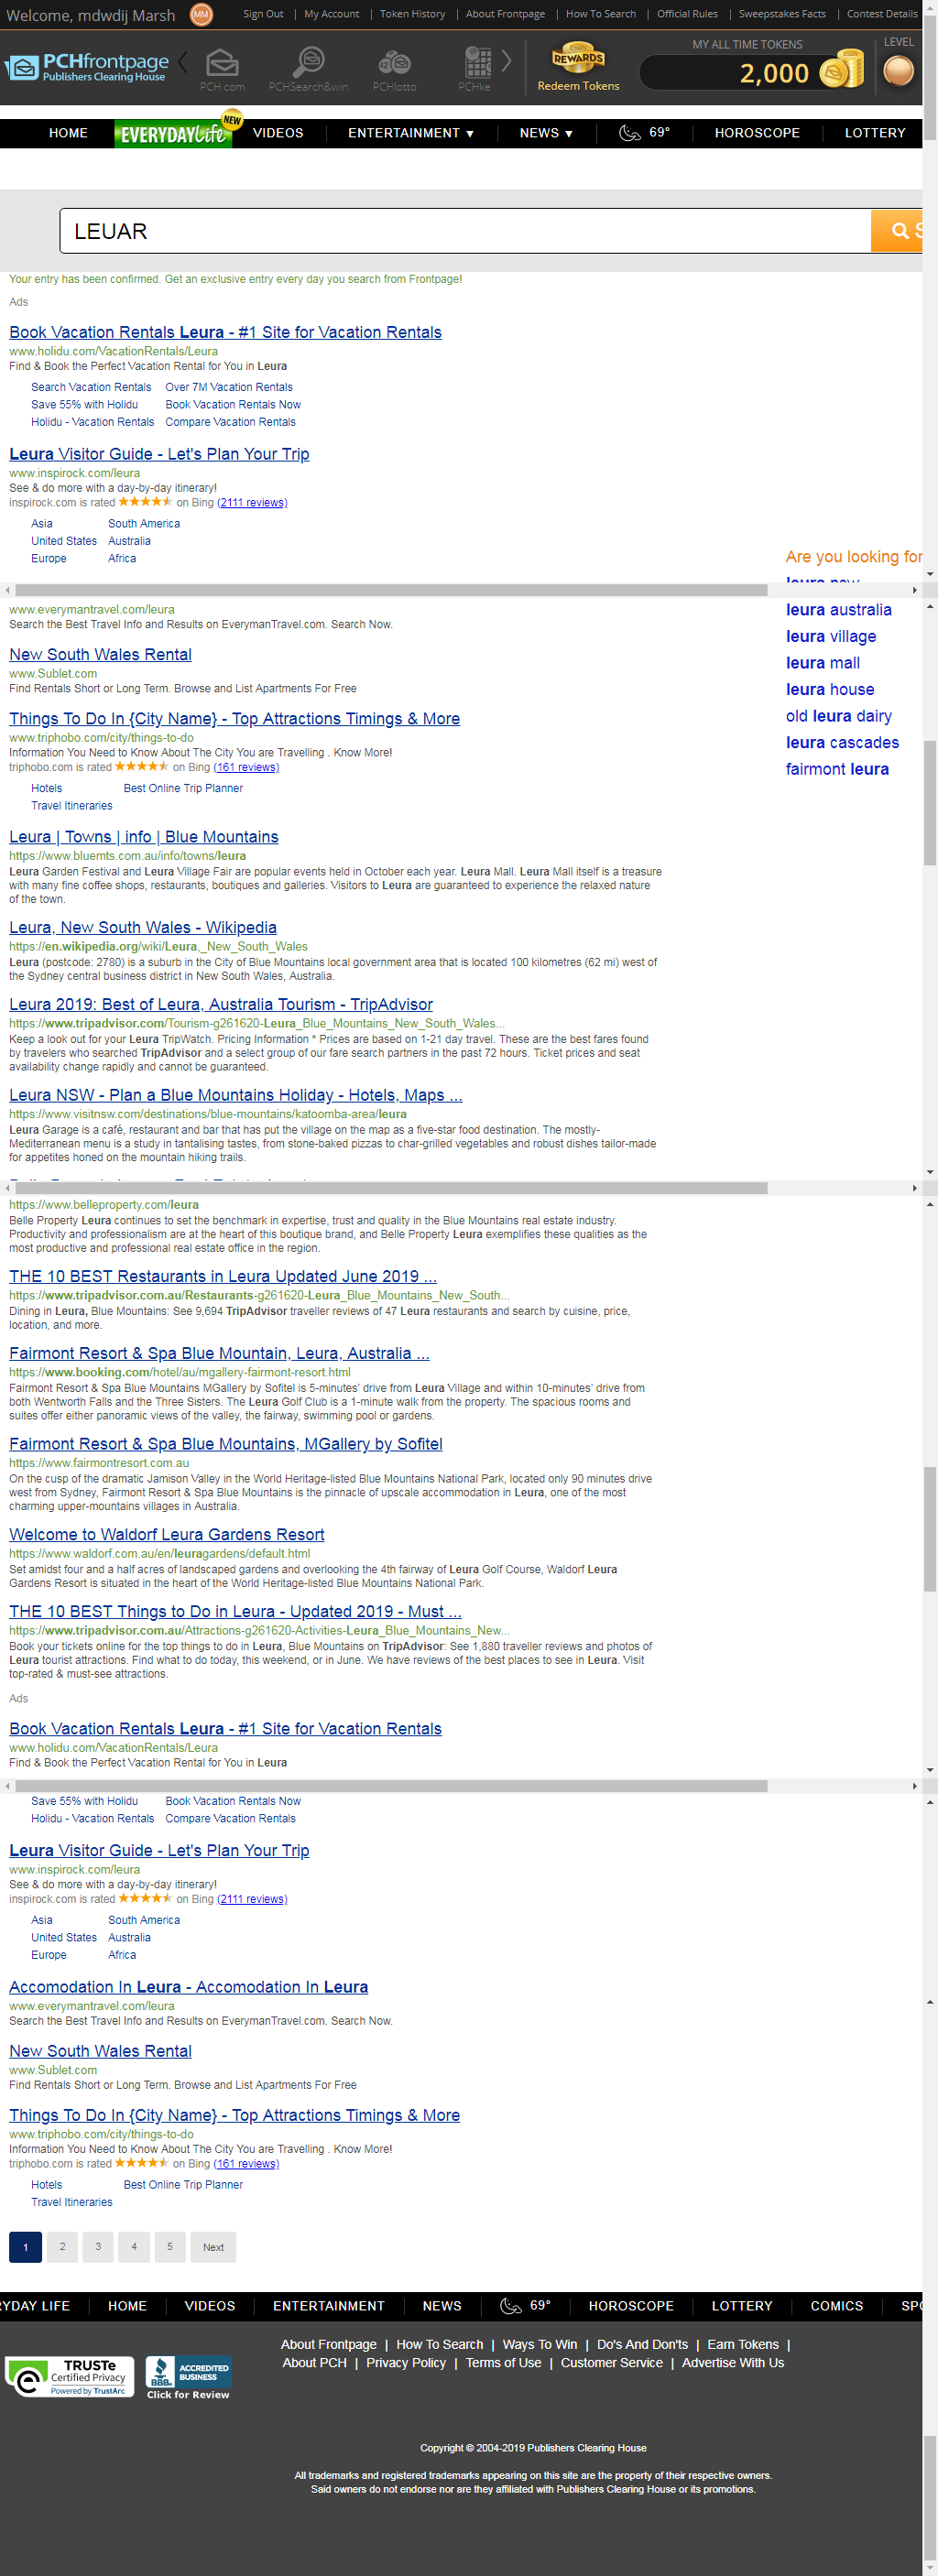 Welcome, mdwdij Marsh MM Sign Out | My Account | Token History | About Frontpage | How To Search | Official Rules | Sweepstakes Facts | Contest Details
PCHfrontpage
Publishers Clearing House
PCH.com PCHSearch&win PCHlotto PCHke
REWARDS
Redeem Tokens
MY ALL TIME TOKENS
2,000
LEVEL
HOME EVERYDAY Life NEW VIDEOS ENTERTAINMENT ▼ NEWS ▼ 69° HOROSCOPE LOTTERY
LEUAR S
Your entry has been confirmed. Get an exclusive entry every day you search from Frontpage!
Ads
Book Vacation Rentals Leura - #1 Site for Vacation Rentals
www.holidu.com/VacationRentals/Leura
Find & Book the Perfect Vacation Rental for You in Leura
Search Vacation Rentals Over 7M Vacation Rentals
Save 55% with Holidu Book Vacation Rentals Now
Holidu - Vacation Rentals Compare Vacation Rentals
Leura Visitor Guide - Let's Plan Your Trip
www.inspirock.com/leura
See & do more with a day-by-day itinerary!
inspirock.com is rated ★★★★★ on Bing (2111 reviews)
Asia South America
United States Australia
Europe Africa
Are you looking for
leura nsw
www.everymantravel.com/leura
Search the Best Travel Info and Results on EverymanTravel.com. Search Now.
leura australia
leura village
leura mall
leura house
old leura dairy
leura cascades
fairmont leura
New South Wales Rental
www.Sublet.com
Find Rentals Short or Long Term. Browse and List Apartments For Free
Things To Do In {City Name} - Top Attractions Timings & More
www.triphobo.com/city/things-to-do
Information You Need to Know About The City You are Travelling . Know More!
triphobo.com is rated ★★★★★ on Bing (161 reviews)
Hotels Best Online Trip Planner
Travel Itineraries
Leura | Towns | info | Blue Mountains
https://www.bluemts.com.au/info/towns/leura
Leura Garden Festival and Leura Village Fair are popular events held in October each year. Leura Mall. Leura Mall itself is a treasure
with many fine coffee shops, restaurants, boutiques and galleries. Visitors to Leura are guaranteed to experience the relaxed nature
of the town.
Leura, New South Wales - Wikipedia
https://en.wikipedia.org/wiki/Leura,_New_South_Wales
Leura (postcode: 2780) is a suburb in the City of Blue Mountains local government area that is located 100 kilometres (62 mi) west of
the Sydney central business district in New South Wales, Australia.
Leura 2019: Best of Leura, Australia Tourism - TripAdvisor
https://www.tripadvisor.com/Tourism-g261620-Leura_Blue_Mountains_New_South_Wales...
Keep a look out for your Leura TripWatch. Pricing Information * Prices are based on 1-21 day travel. These are the best fares found
by travelers who searched TripAdvisor and a select group of our fare search partners in the past 72 hours. Ticket prices and seat
availability change rapidly and cannot be guaranteed.
Leura NSW - Plan a Blue Mountains Holiday - Hotels, Maps ...
https://www.visitnsw.com/destinations/blue-mountains/katoomba-area/leura
Leura Garage is a café, restaurant and bar that has put the village on the map as a five-star food destination. The mostly-
Mediterranean menu is a study in tantalising tastes, from stone-baked pizzas to char-grilled vegetables and robust dishes tailor-made
for appetites honed on the mountain hiking trails.
https://www.belleproperty.com/leura
Belle Property Leura continues to set the benchmark in expertise, trust and quality in the Blue Mountains real estate industry.
Productivity and professionalism are at the heart of this boutique brand, and Belle Property Leura exemplifies these qualities as the
most productive and professional real estate office in the region.
THE 10 BEST Restaurants in Leura Updated June 2019 ...
https://www.tripadvisor.com.au/Restaurants-g261620-Leura_Blue_Mountains_New_South...
Dining in Leura, Blue Mountains: See 9,694 TripAdvisor traveller reviews of 47 Leura restaurants and search by cuisine, price,
location, and more.
Fairmont Resort & Spa Blue Mountain, Leura, Australia ...
https://www.booking.com/hotel/au/mgallery-fairmont-resort.html
Fairmont Resort & Spa Blue Mountains MGallery by Sofitel is 5-minutes' drive from Leura Village and within 10-minutes' drive from
both Wentworth Falls and the Three Sisters. The Leura Golf Club is a 1-minute walk from the property. The spacious rooms and
suites offer either panoramic views of the valley, the fairway, swimming pool or gardens.
Fairmont Resort & Spa Blue Mountains, MGallery by Sofitel
https://www.fairmontresort.com.au
On the cusp of the dramatic Jamison Valley in the World Heritage-listed Blue Mountains National Park, located only 90 minutes drive
west from Sydney, Fairmont Resort & Spa Blue Mountains is the pinnacle of upscale accommodation in Leura, one of the most
charming upper-mountains villages in Australia.
Welcome to Waldorf Leura Gardens Resort
https://www.waldorf.com.au/en/leuragardens/default.html
Set amidst four and a half acres of landscaped gardens and overlooking the 4th fairway of Leura Golf Course, Waldorf Leura
Gardens Resort is situated in the heart of the World Heritage-listed Blue Mountains National Park.
THE 10 BEST Things to Do in Leura - Updated 2019 - Must ...
https://www.tripadvisor.com.au/Attractions-g261620-Activities-Leura_Blue_Mountains_New...
Book your tickets online for the top things to do in Leura, Blue Mountains on TripAdvisor: See 1,880 traveller reviews and photos of
Leura tourist attractions. Find what to do today, this weekend, or in June. We have reviews of the best places to see in Leura. Visit
top-rated & must-see attractions.
Ads
Book Vacation Rentals Leura - #1 Site for Vacation Rentals
www.holidu.com/VacationRentals/Leura
Find & Book the Perfect Vacation Rental for You in Leura
Save 55% with Holidu Book Vacation Rentals Now
Holidu - Vacation Rentals Compare Vacation Rentals
Leura Visitor Guide - Let's Plan Your Trip
www.inspirock.com/leura
See & do more with a day-by-day itinerary!
inspirock.com is rated ★★★★★ on Bing (2111 reviews)
Asia South America
United States Australia
Europe Africa
Accomodation In Leura - Accomodation In Leura
www.everymantravel.com/leura
Search the Best Travel Info and Results on EverymanTravel.com. Search Now.
New South Wales Rental
www.Sublet.com
Find Rentals Short or Long Term. Browse and List Apartments For Free
Things To Do In {City Name} - Top Attractions Timings & More
www.triphobo.com/city/things-to-do
Information You Need to Know About The City You are Travelling . Know More!
triphobo.com is rated ★★★★★ on Bing (161 reviews)
Hotels Best Online Trip Planner
Travel Itineraries
1 2 3 4 5 Next
YDAY LIFE HOME VIDEOS ENTERTAINMENT NEWS 69° HOROSCOPE LOTTERY COMICS SPO
About Frontpage | How To Search | Ways To Win | Do's And Don'ts | Earn Tokens |
About PCH | Privacy Policy | Terms of Use | Customer Service | Advertise With Us
TRUSTe
Certified Privacy
Powered by TrustArc
BBB. ACCREDITED BUSINESS
Click for Review
Copyright © 2004-2019 Publishers Clearing House
All trademarks and registered trademarks appearing on this site are the property of their respective owners.
Said owners do not endorse nor are they affiliated with Publishers Clearing House or its promotions.